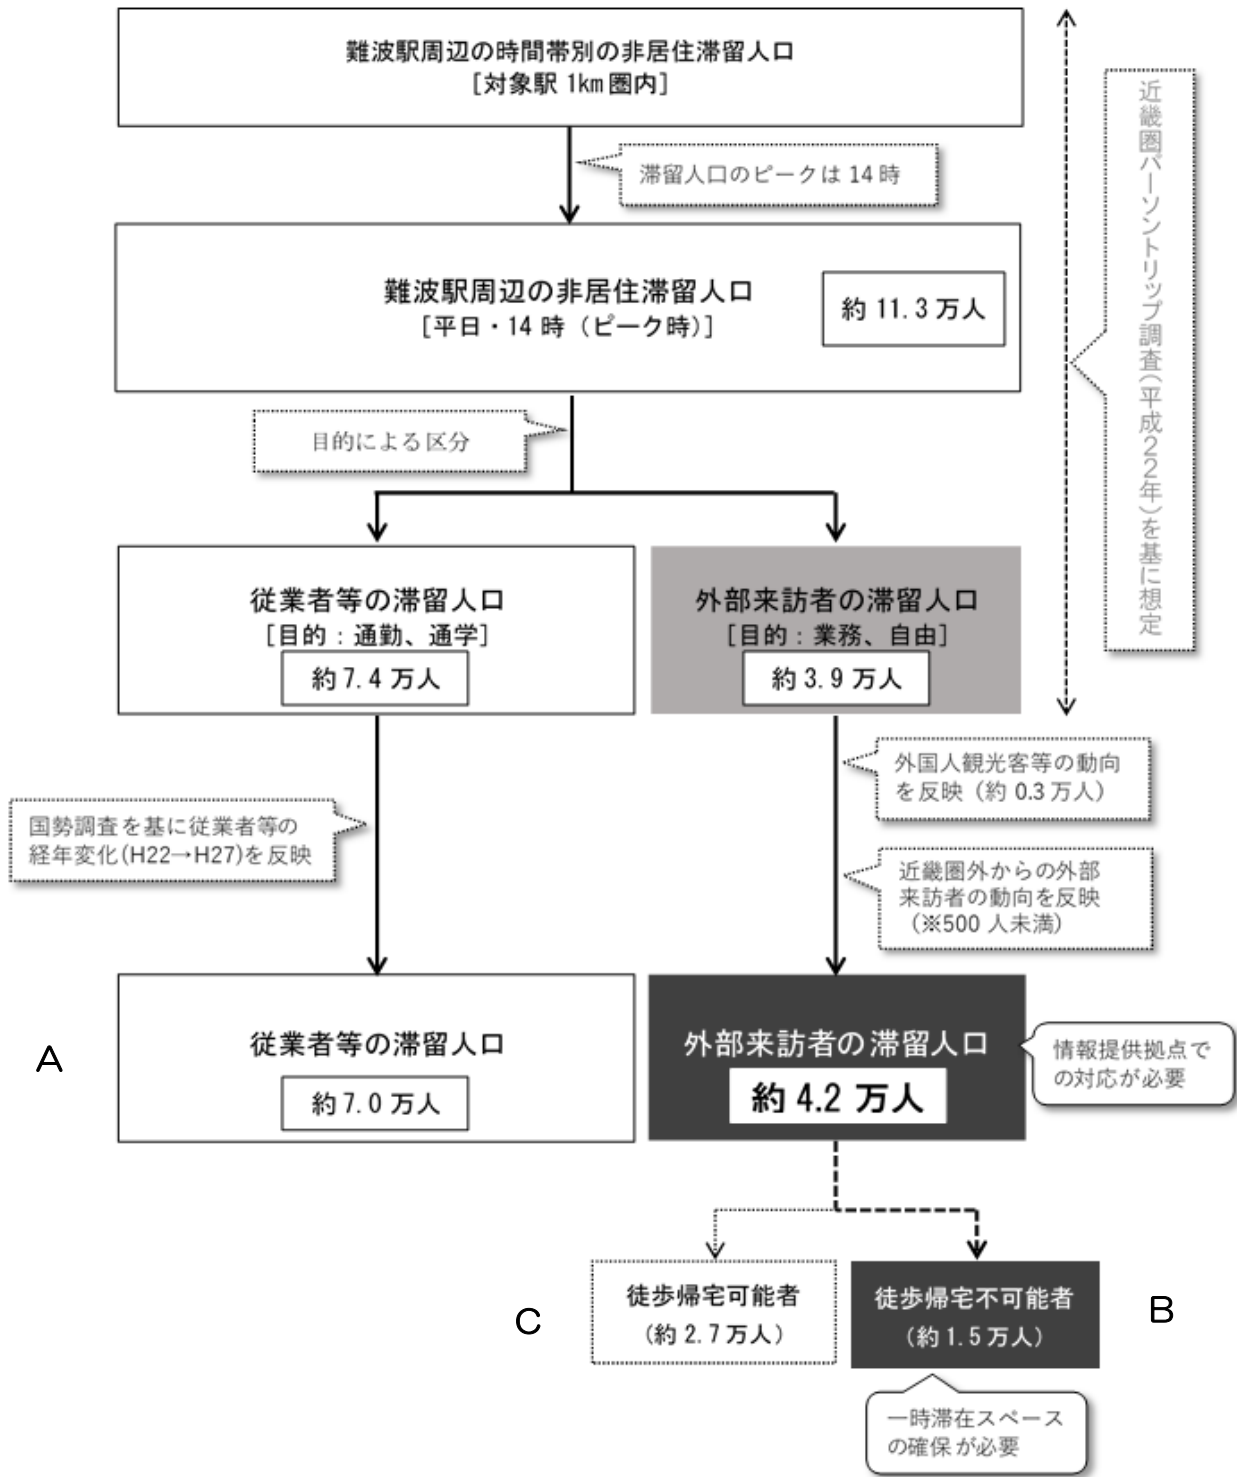 難波駅周辺の時間帯別の非居住滞留人口
[対象駅 1km 圏内]
滞留人口のピークは 14 時
近畿圏パーソントリップ調査(平成22年)を基に想定
難波駅周辺の非居住滞留人口
[平日・14 時（ピーク時）]
約 11.3 万人
目的による区分
従業者等の滞留人口
[目的：通勤、通学]
約 7.4 万人
外部来訪者の滞留人口
[目的：業務、自由]
約 3.9 万人
国勢調査を基に従業者等の
経年変化(H22→H27)を反映
外国人観光客等の動向
を反映（約 0.3 万人）
近畿圏外からの外部
来訪者の動向を反映
（※500 人未満）
A
従業者等の滞留人口
約 7.0 万人
外部来訪者の滞留人口
約 4.2 万人
情報提供拠点で
の対応が必要
C
徒歩帰宅可能者
（約 2.7 万人）
徒歩帰宅不可能者
（約 1.5 万人）
B
一時滞在スペース
の確保が必要